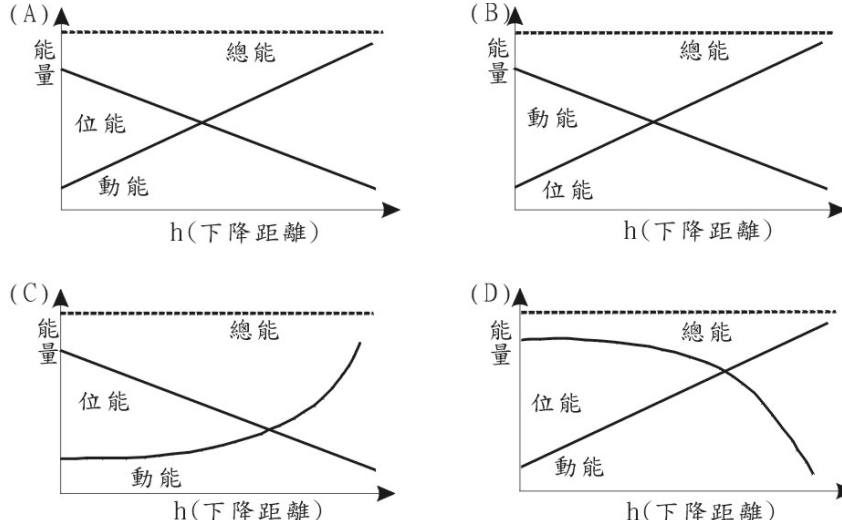 (A)
能量
總能
位能
動能
h(下降距離)
(B)
能量
總能
動能
位能
h(下降距離)
(C)
能量
總能
位能
動能
h(下降距離)
(D)
能量
總能
位能
動能
h(下降距離)